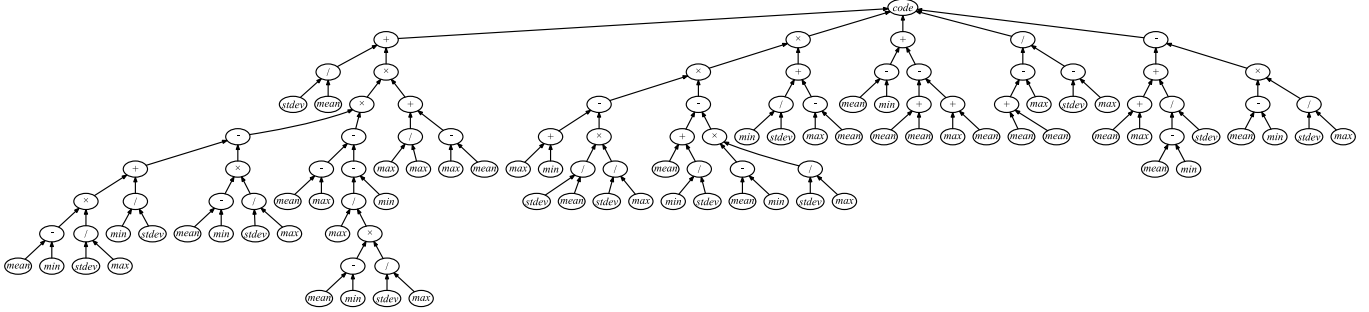 code
+ × + / -
/ × × + - - - - + ×
stdev mean × + - - / - mean min + + + max stdev max + / - /
- - / - + × + × min stdev max mean mean mean max mean mean mean mean max - stdev mean min stdev max
+ × - - max max max mean max min / / mean / - / mean min
× / - / mean max / min stdev mean stdev max min stdev mean min stdev max
- / min stdev mean min stdev max max ×
mean min stdev max - /
mean min stdev max